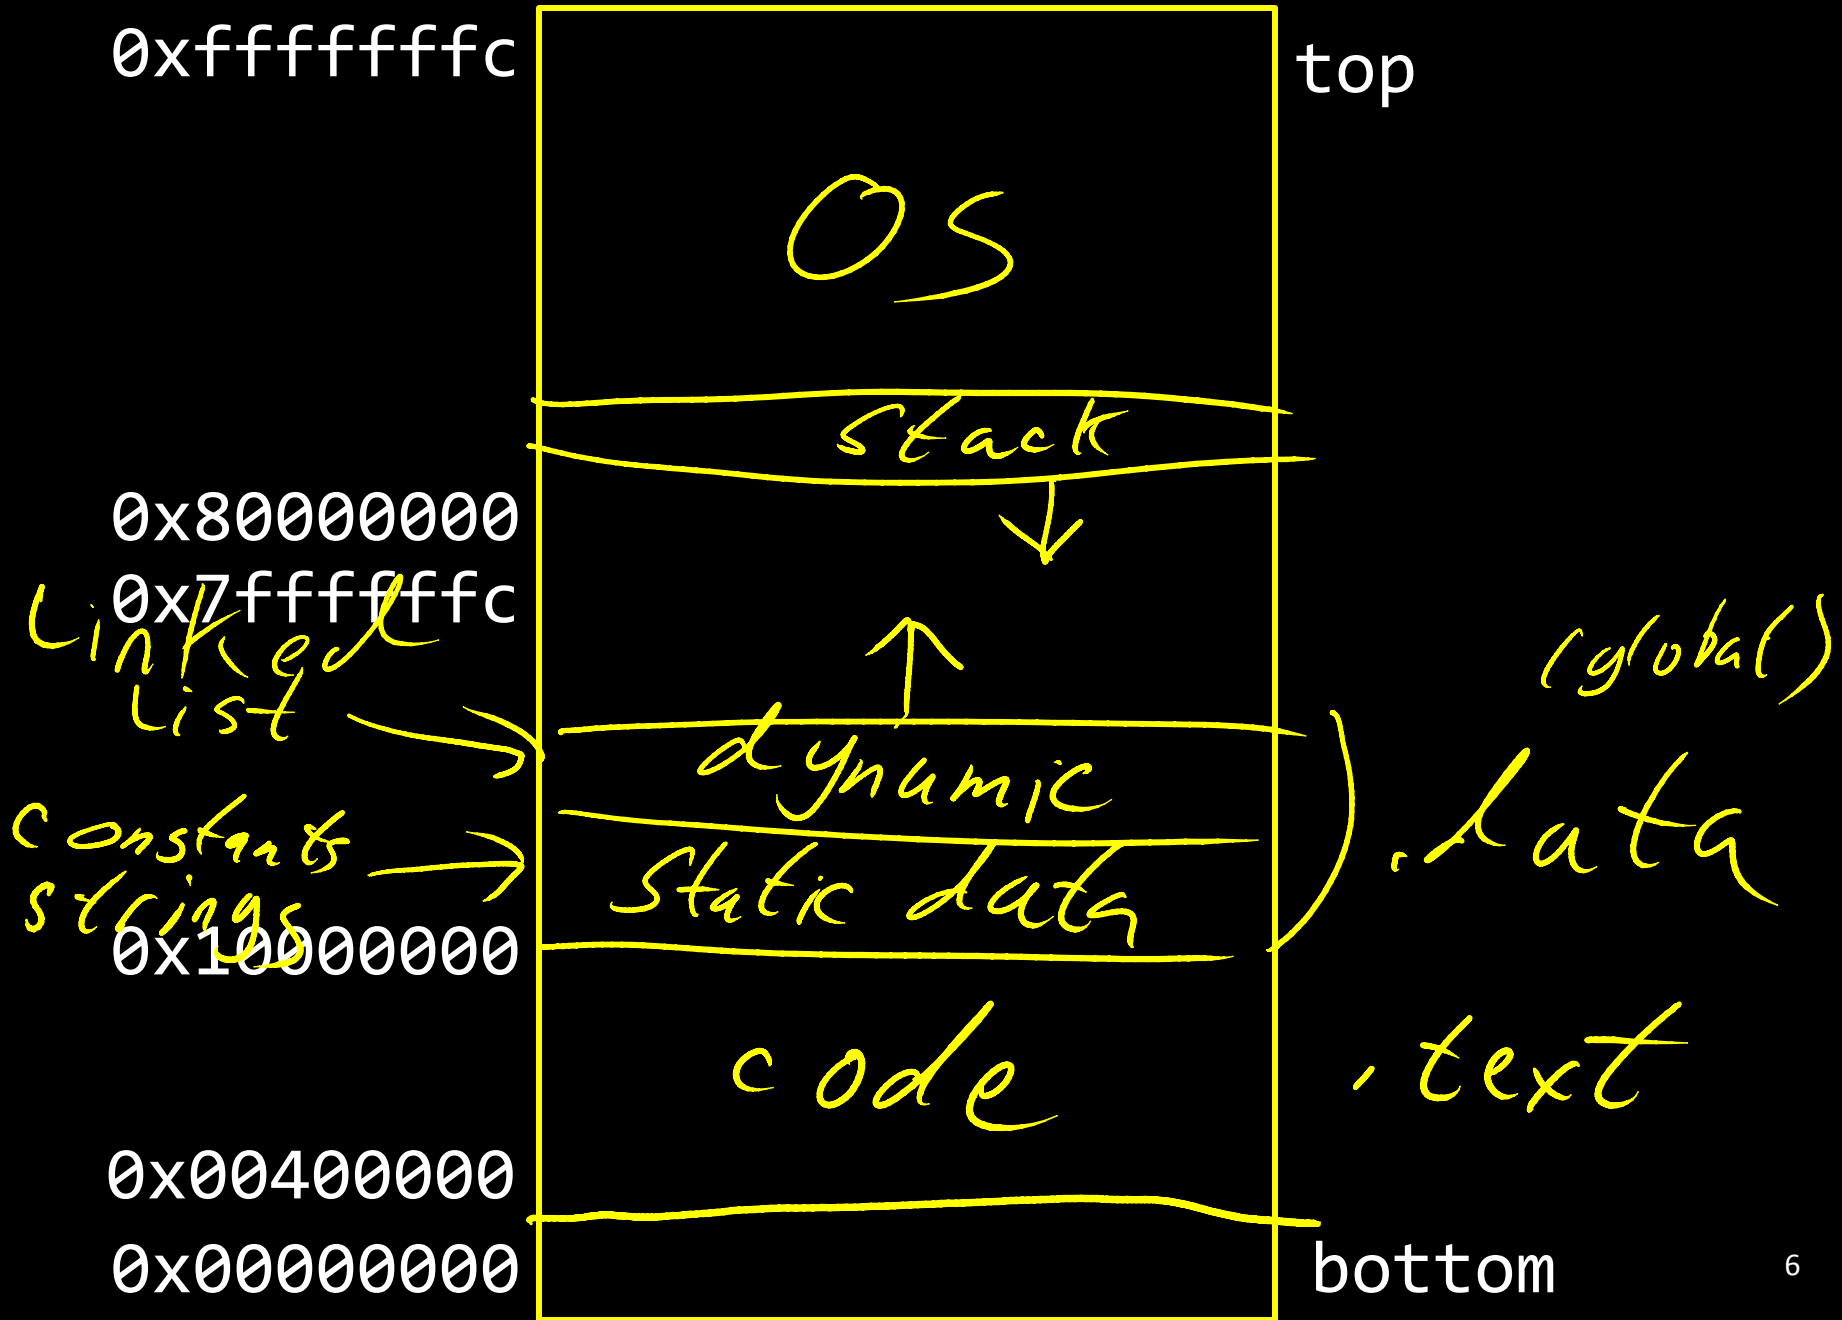 0xfffffffc
top
OS
stack
0x80000000
0x7ffffffc
Linked
List
(global)
dynamic
.data
constants
strings
static data
0x10000000
code
.text
0x00400000
0x00000000
bottom
6